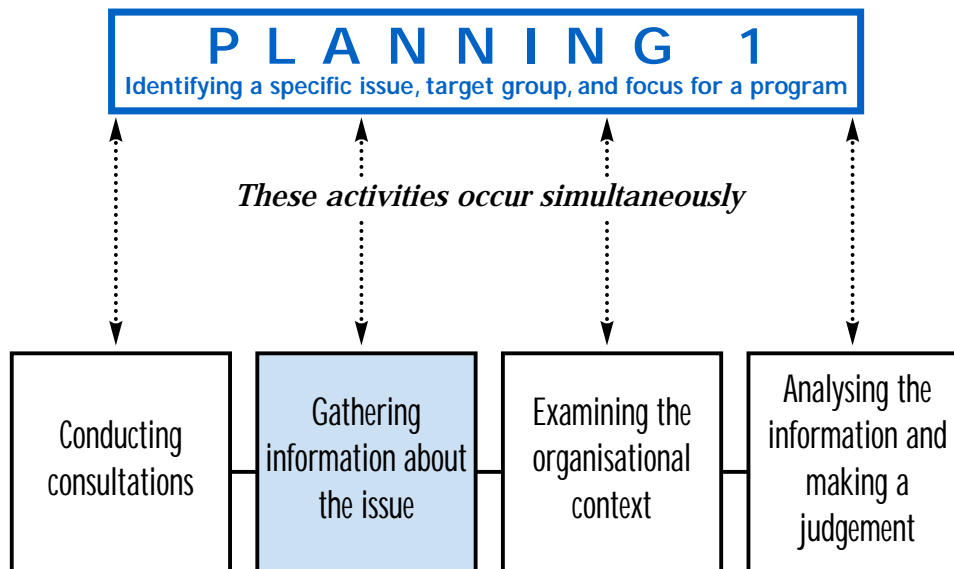 PLANNING 1
Identifying a specific issue, target group, and focus for a program
These activities occur simultaneously
Conducting
consultations
Gathering
information about
the issue
Examining the
organisational
context
Analysing the
information and
making a
judgement